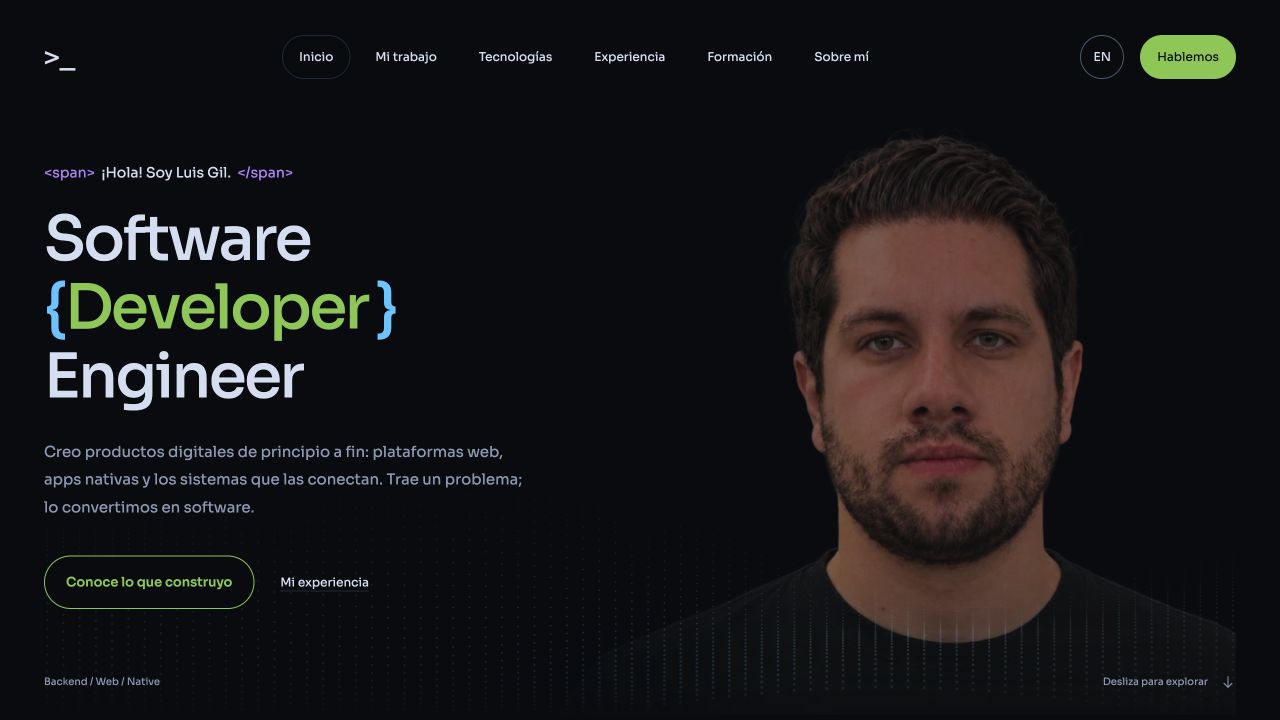 >_
Inicio
Mi trabajo
Tecnologías
Experiencia
Formación
Sobre mí
EN
Hablemos
<span> ¡Hola! Soy Luis Gil. </span>
Software
{Developer}
Engineer
Creo productos digitales de principio a fin: plataformas web,
apps nativas y los sistemas que las conectan. Trae un problema;
lo convertimos en software.
Conoce lo que construyo
Mi experiencia
Backend / Web / Native
Desliza para explorar ↓